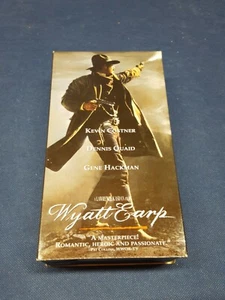 KEVIN COSTNER
DENNIS QUAID
GENE HACKMAN
Wyatt Earp
A MASTERPIECE!
ROMANTIC, HEROIC AND PASSIONATE.